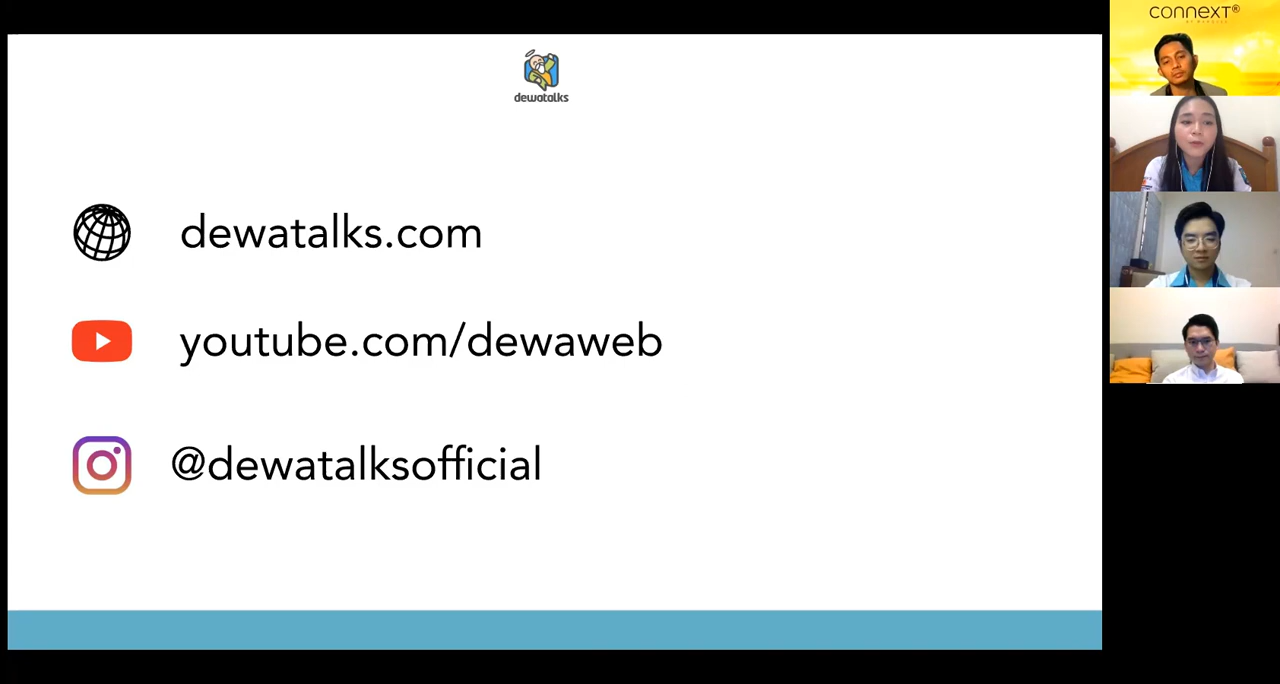 dewatalks
dewatalks.com
youtube.com/dewaweb
@dewatalksofficial
conneXT®